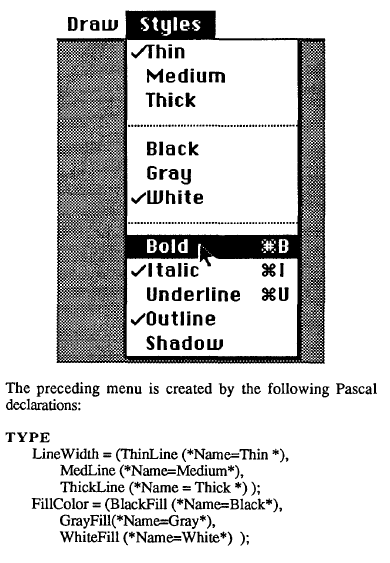 Draw Styles
✓Thin
Medium
Thick
Black
Gray
✓White
Bold ⌘B
✓Italic ⌘I
Underline ⌘U
✓Outline
Shadow
The preceding menu is created by the following Pascal
declarations:
TYPE
LineWidth = (ThinLine (*Name=Thin *),
MedLine (*Name=Medium*),
ThickLine (*Name = Thick *) );
FillColor = (BlackFill (*Name=Black*),
GrayFill(*Name=Gray*),
WhiteFill (*Name=White*) );